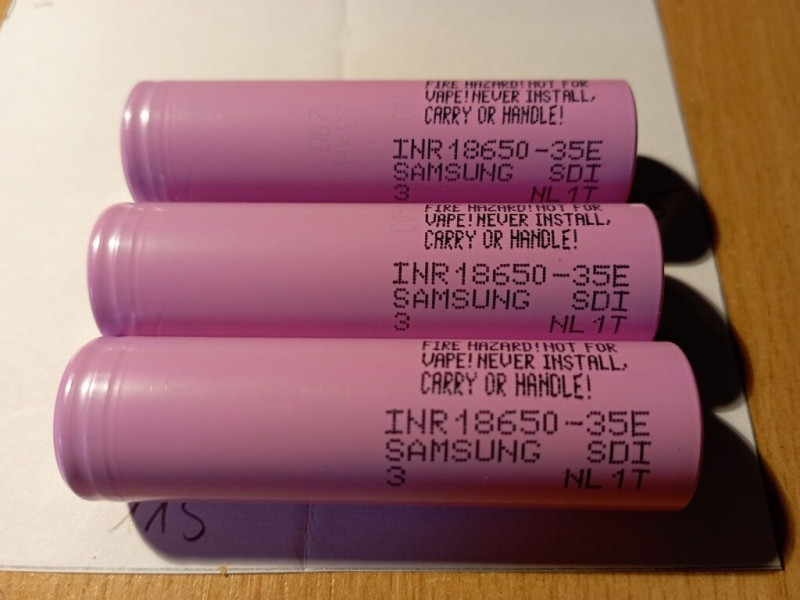 FIRE HAZARD! NOT FOR
VAPE! NEVER INSTALL,
CARRY OR HANDLE!
INR18650-35E
SAMSUNG SDI
3 NL1T
FIRE HAZARD! NOT FOR
VAPE! NEVER INSTALL,
CARRY OR HANDLE!
INR18650-35E
SAMSUNG SDI
3 NL1T
FIRE HAZARD! NOT FOR
VAPE! NEVER INSTALL,
CARRY OR HANDLE!
INR18650-35E
SAMSUNG SDI
3 NL1T